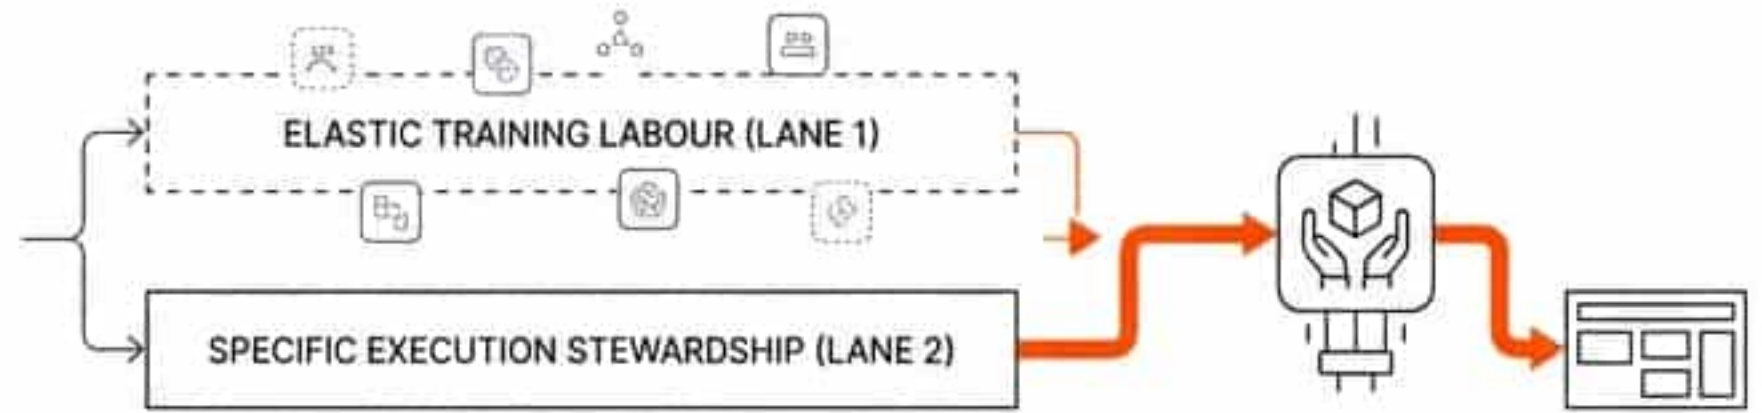 ELASTIC TRAINING LABOUR (LANE 1)
SPECIFIC EXECUTION STEWARDSHIP (LANE 2)